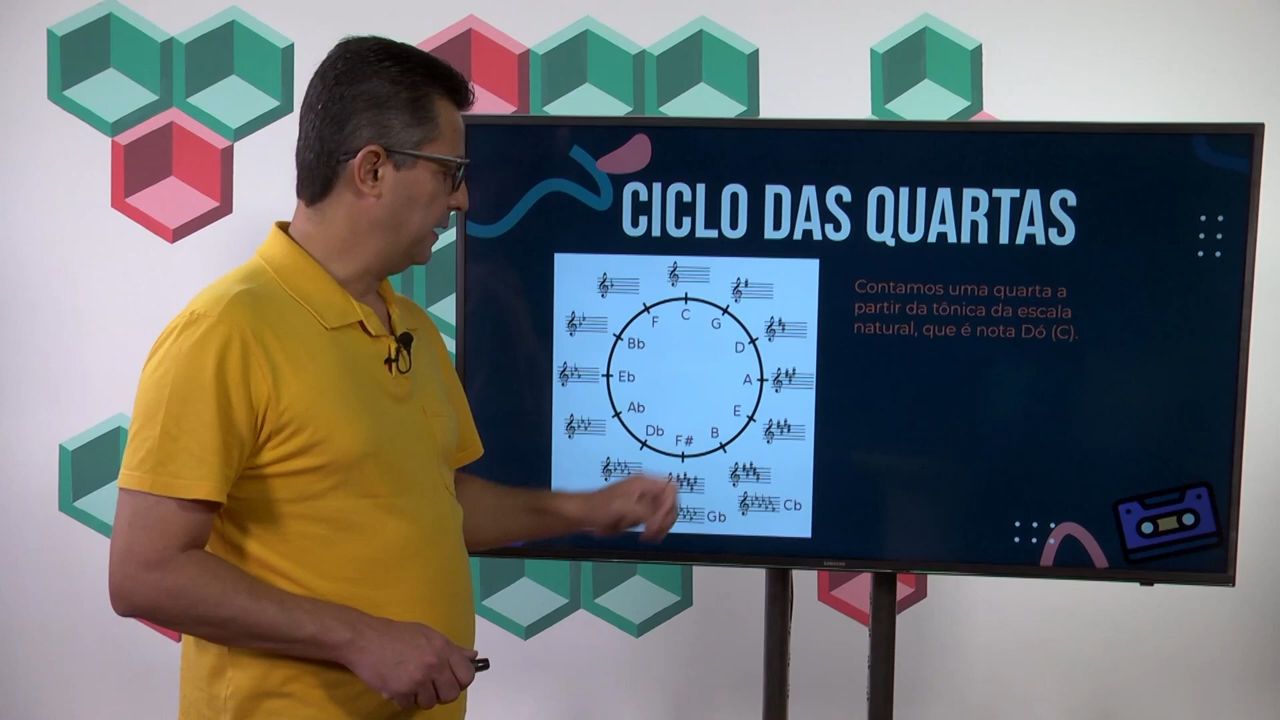 CICLO DAS QUARTAS
Contamos uma quarta a
partir da tônica da escala
natural, que é nota Dó (C).
C
F
G
Bb
D
Eb
A
Ab
E
Db
F#
B
Gb
Cb
SAMSUNG